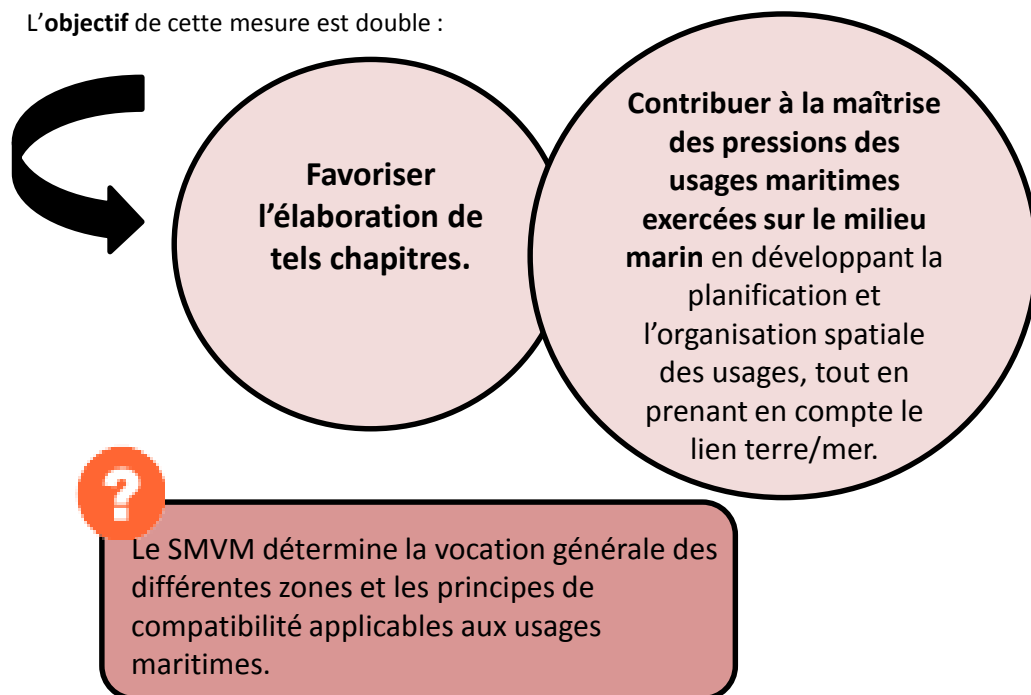 L'objectif de cette mesure est double :
Favoriser
l'élaboration de
tels chapitres.
Contribuer à la maîtrise
des pressions des
usages maritimes
exercées sur le milieu
marin en développant la
planification et
l'organisation spatiale
des usages, tout en
prenant en compte le
lien terre/mer.
?
Le SMVM détermine la vocation générale des
différentes zones et les principes de
compatibilité applicables aux usages
maritimes.